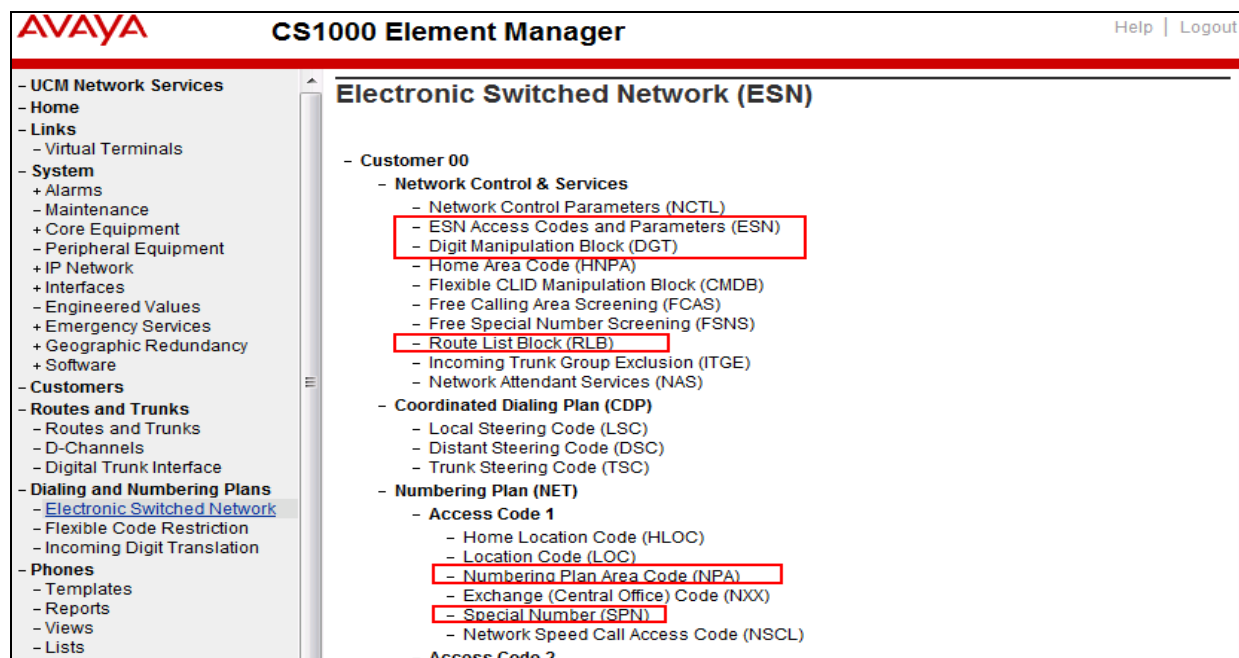 AVAYA
CS1000 Element Manager
Help | Logout
- UCM Network Services
- Home
- Links
- Virtual Terminals
- System
+ Alarms
- Maintenance
+ Core Equipment
- Peripheral Equipment
+ IP Network
+ Interfaces
- Engineered Values
+ Emergency Services
+ Geographic Redundancy
+ Software
- Customers
- Routes and Trunks
- Routes and Trunks
- D-Channels
- Digital Trunk Interface
- Dialing and Numbering Plans
- Electronic Switched Network
- Flexible Code Restriction
- Incoming Digit Translation
- Phones
- Templates
- Reports
- Views
- Lists
Electronic Switched Network (ESN)
- Customer 00
- Network Control & Services
- Network Control Parameters (NCTL)
- ESN Access Codes and Parameters (ESN)
- Digit Manipulation Block (DGT)
- Home Area Code (HNPA)
- Flexible CLID Manipulation Block (CMDB)
- Free Calling Area Screening (FCAS)
- Free Special Number Screening (FSNS)
- Route List Block (RLB)
- Incoming Trunk Group Exclusion (ITGE)
- Network Attendant Services (NAS)
- Coordinated Dialing Plan (CDP)
- Local Steering Code (LSC)
- Distant Steering Code (DSC)
- Trunk Steering Code (TSC)
- Numbering Plan (NET)
- Access Code 1
- Home Location Code (HLOC)
- Location Code (LOC)
- Numbering Plan Area Code (NPA)
- Exchange (Central Office) Code (NXX)
- Special Number (SPN)
- Network Speed Call Access Code (NSCL)
- Access Code 2